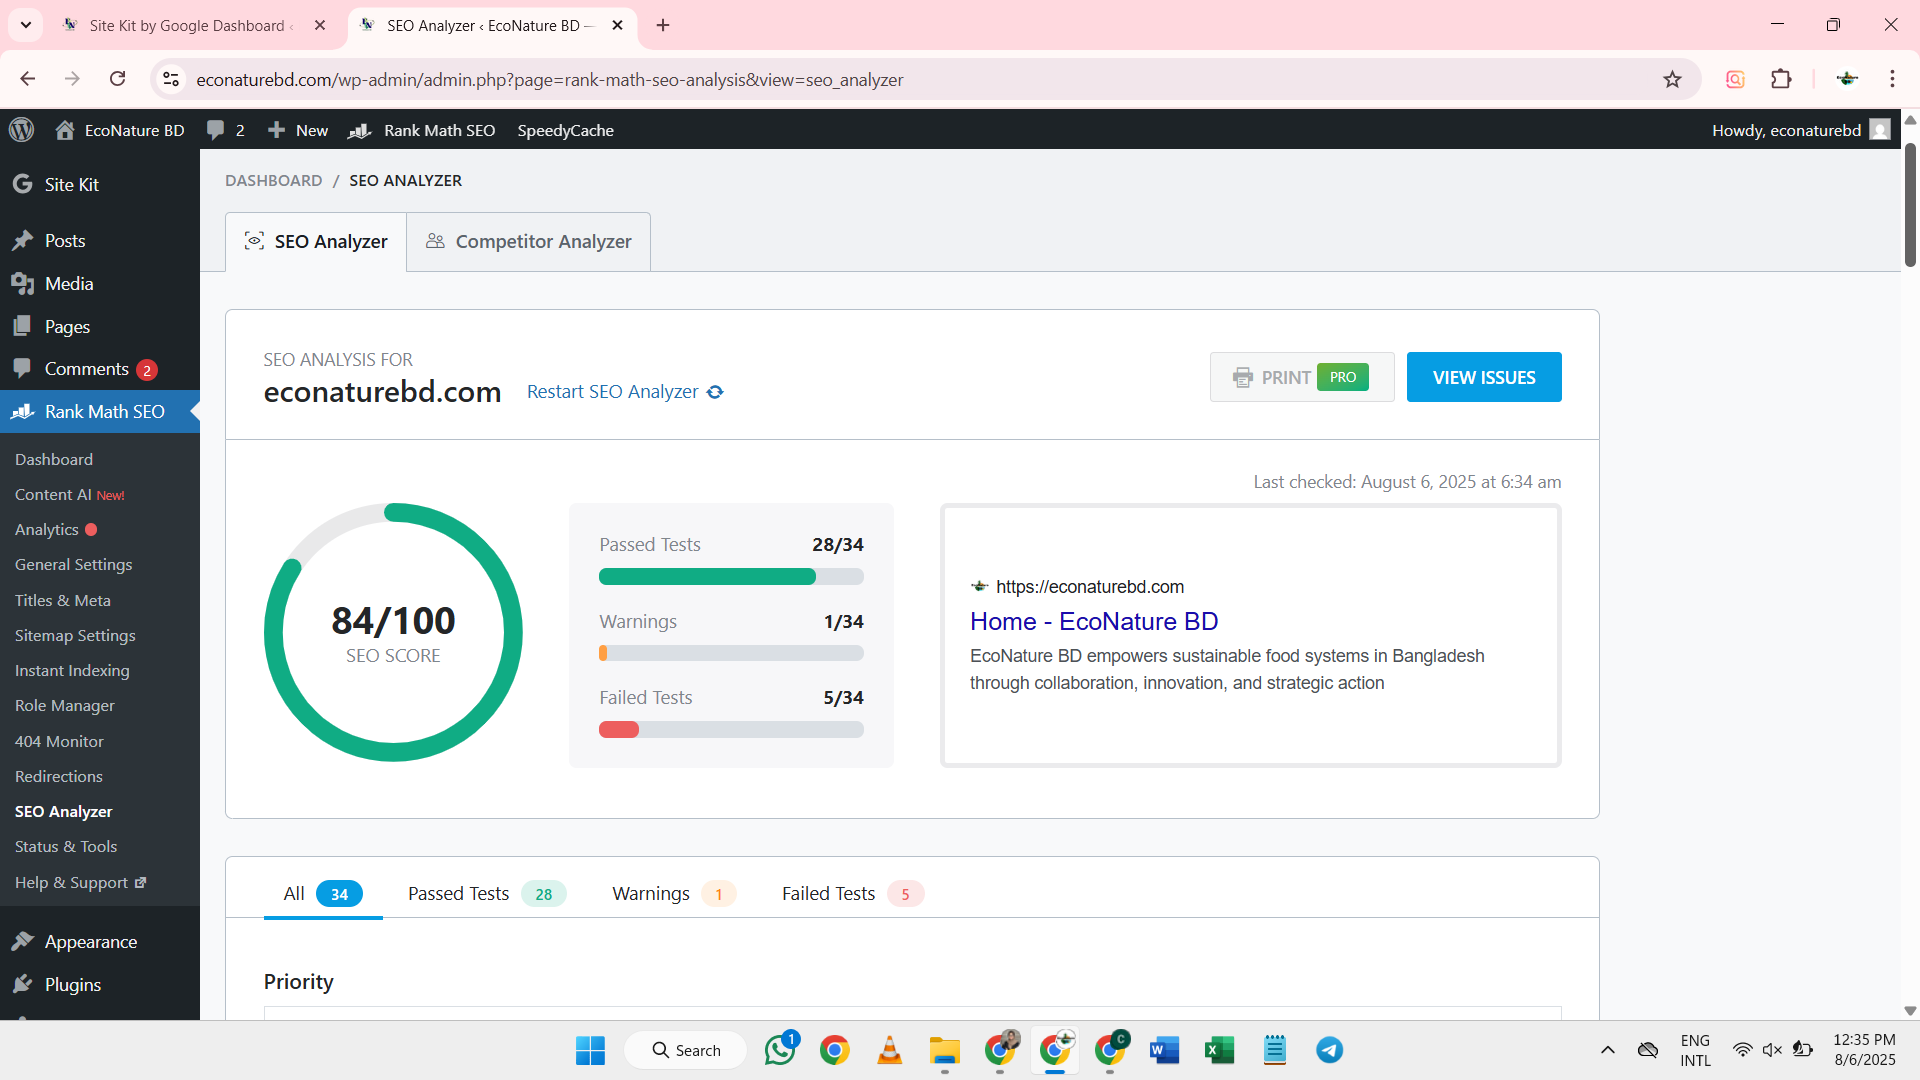 Site Kit by Google Dashboard ‹
SEO Analyzer ‹ EcoNature BD —
econaturebd.com/wp-admin/admin.php?page=rank-math-seo-analysis&view=seo_analyzer
EcoNature BD
2
New
Rank Math SEO
SpeedyCache
Howdy, econaturebd
Site Kit
Posts
Media
Pages
Comments 2
Rank Math SEO
Dashboard
Content AI New!
Analytics
General Settings
Titles & Meta
Sitemap Settings
Instant Indexing
Role Manager
404 Monitor
Redirections
SEO Analyzer
Status & Tools
Help & Support
Appearance
Plugins
DASHBOARD / SEO ANALYZER
SEO Analyzer
Competitor Analyzer
SEO ANALYSIS FOR
econaturebd.com
Restart SEO Analyzer
PRINT PRO
VIEW ISSUES
Last checked: August 6, 2025 at 6:34 am
84/100
SEO SCORE
Passed Tests 28/34
Warnings 1/34
Failed Tests 5/34
https://econaturebd.com
Home - EcoNature BD
EcoNature BD empowers sustainable food systems in Bangladesh
through collaboration, innovation, and strategic action
All 34
Passed Tests 28
Warnings 1
Failed Tests 5
Priority
Search
1
C
ENG
INTL
12:35 PM
8/6/2025